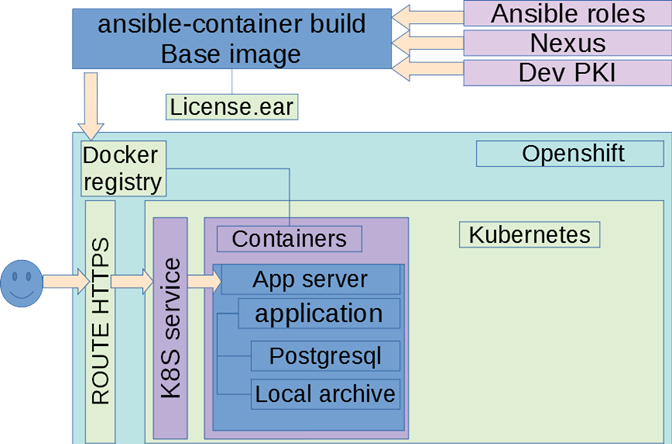 ansible-container build
Base image
Ansible roles
Nexus
Dev PKI
License.ear
Docker
registry
Openshift
ROUTE HTTPS
K8S service
Containers
Kubernetes
App server
application
Postgresql
Local archive